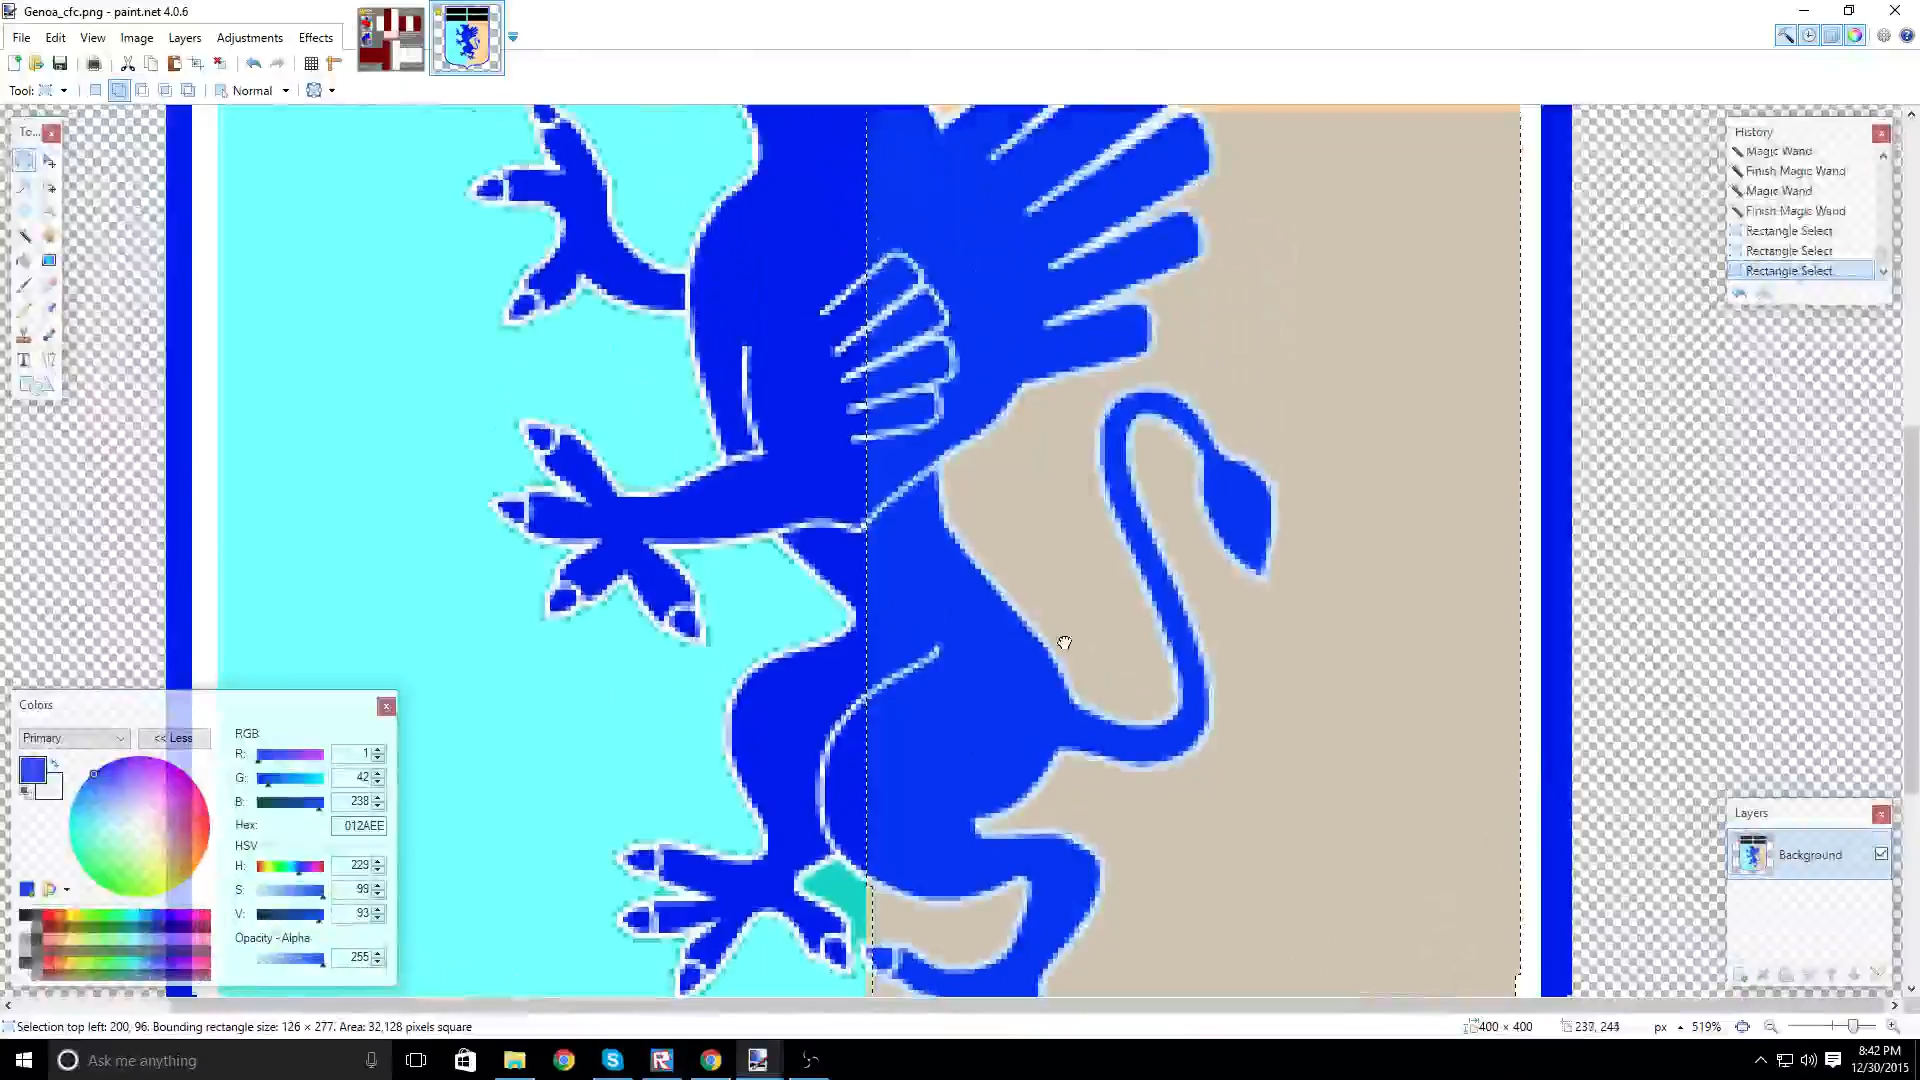 Genoa_cfc.png - paint.net 4.0.6
File Edit View Image Layers Adjustments Effects
Tool: Normal
To...
History
Magic Wand
Finish Magic Wand
Magic Wand
Finish Magic Wand
Rectangle Select
Rectangle Select
Rectangle Select
Colors
Primary
<< Less
RGB
R: 1
G: 42
B: 238
Hex: 012AEE
HSV
H: 229
S: 99
V: 93
Opacity - Alpha
255
Layers
Background
Selection top left: 200, 96. Bounding rectangle size: 126 × 277. Area: 32,128 pixels square
400 × 400
237, 244
px
519%
Ask me anything
8:42 PM
12/30/2015